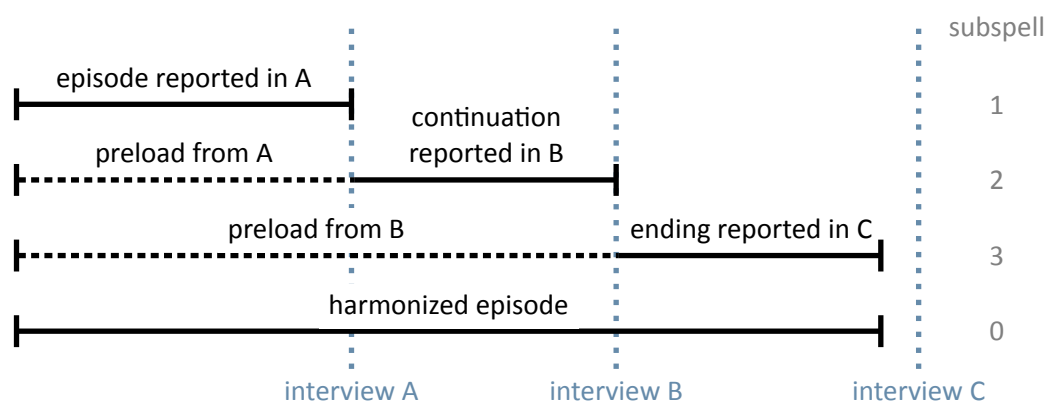 subspell
episode reported in A
1
continuation
reported in B
preload from A
2
preload from B
ending reported in C
3
harmonized episode
0
interview A
interview B
interview C